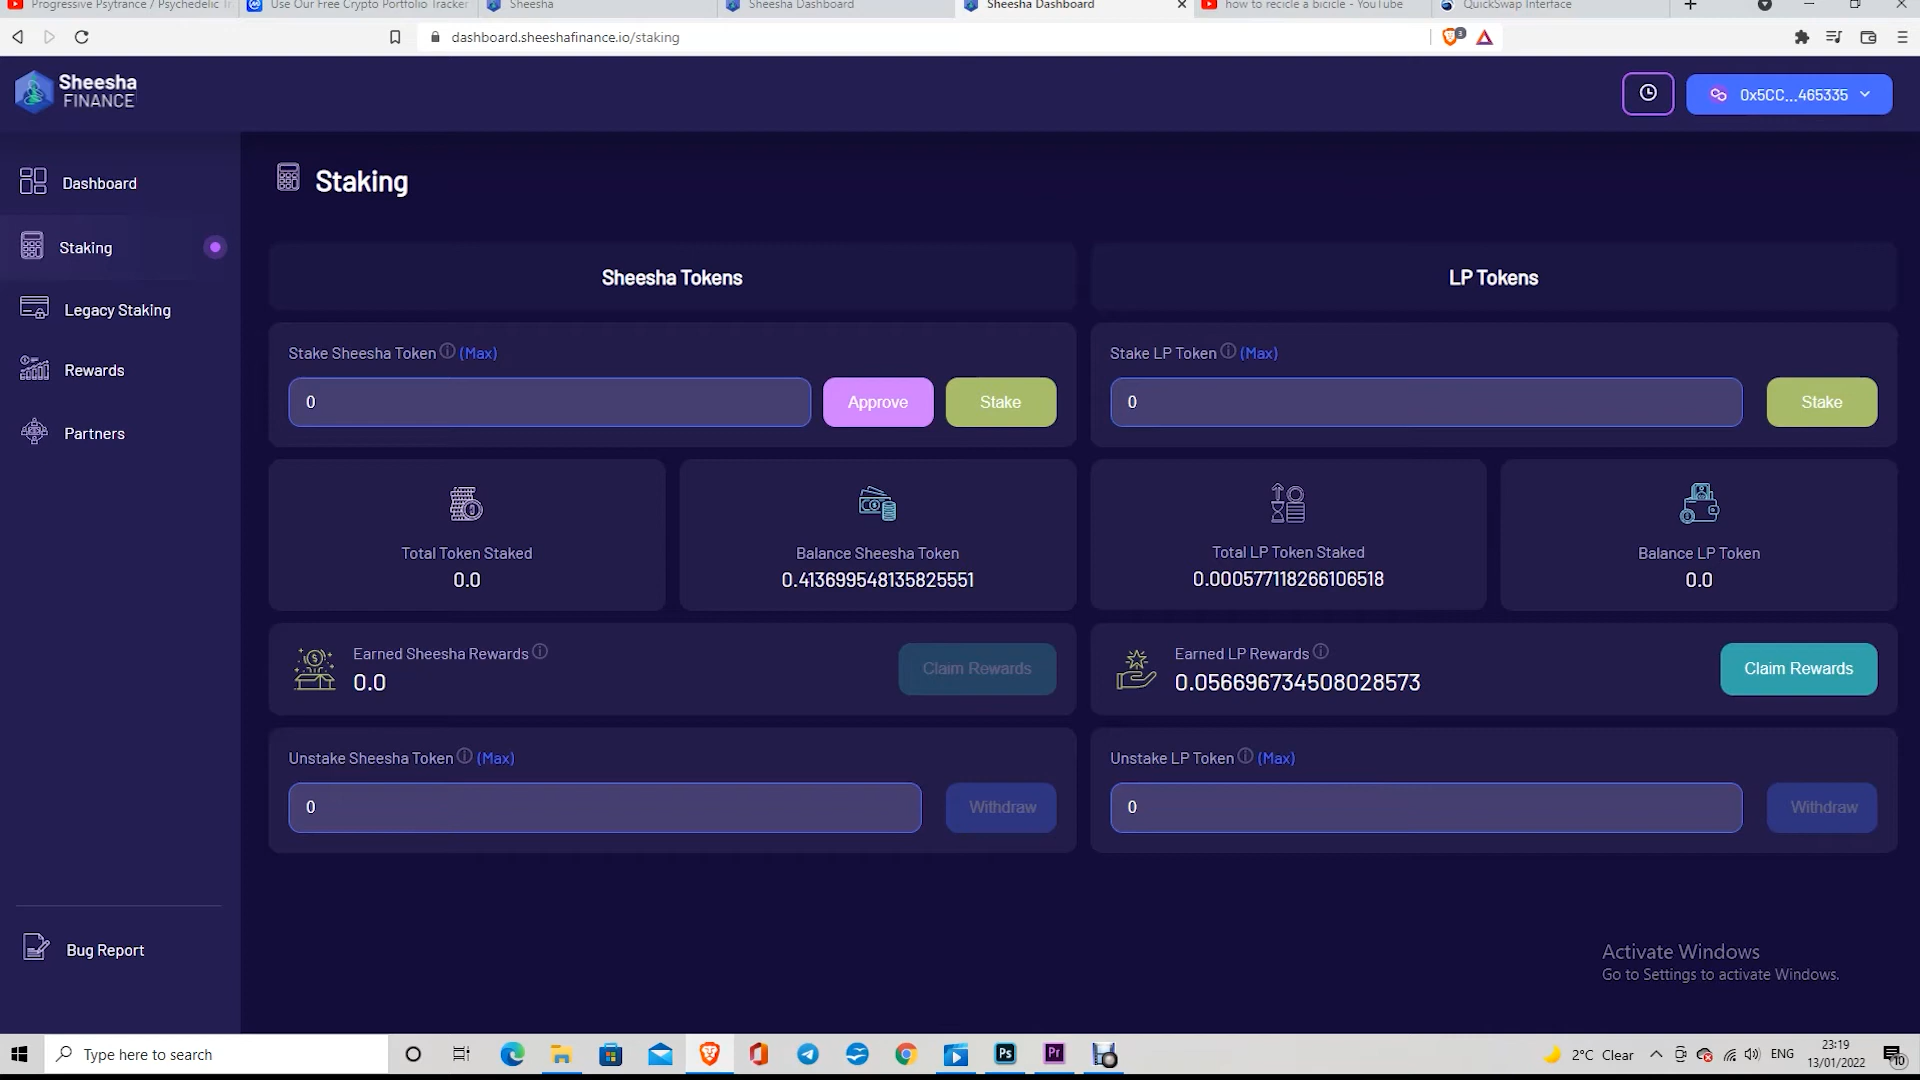 Progressive Psytrance / Psychedelic Tr
Use Our Free Crypto Portfolio Tracker
Sheesha
Sheesha Dashboard
Sheesha Dashboard
how to recicle a bicicle - YouTube
QuickSwap Interface
dashboard.sheeshafinance.io/staking
3
Sheesha
FINANCE
0x5CC...465335
Dashboard
Staking
Legacy Staking
Rewards
Partners
Bug Report
Staking
Sheesha Tokens
LP Tokens
Stake Sheesha Token (Max)
0
Approve
Stake
Stake LP Token (Max)
0
Stake
Total Token Staked
0.0
Balance Sheesha Token
0.413699548135825551
Total LP Token Staked
0.000577118266106518
Balance LP Token
0.0
Earned Sheesha Rewards
0.0
Claim Rewards
Earned LP Rewards
0.056696734508028573
Claim Rewards
Unstake Sheesha Token (Max)
0
Withdraw
Unstake LP Token (Max)
0
Withdraw
Activate Windows
Go to Settings to activate Windows.
Type here to search
Ps
Pr
2°C Clear
ENG
23:19
13/01/2022
10